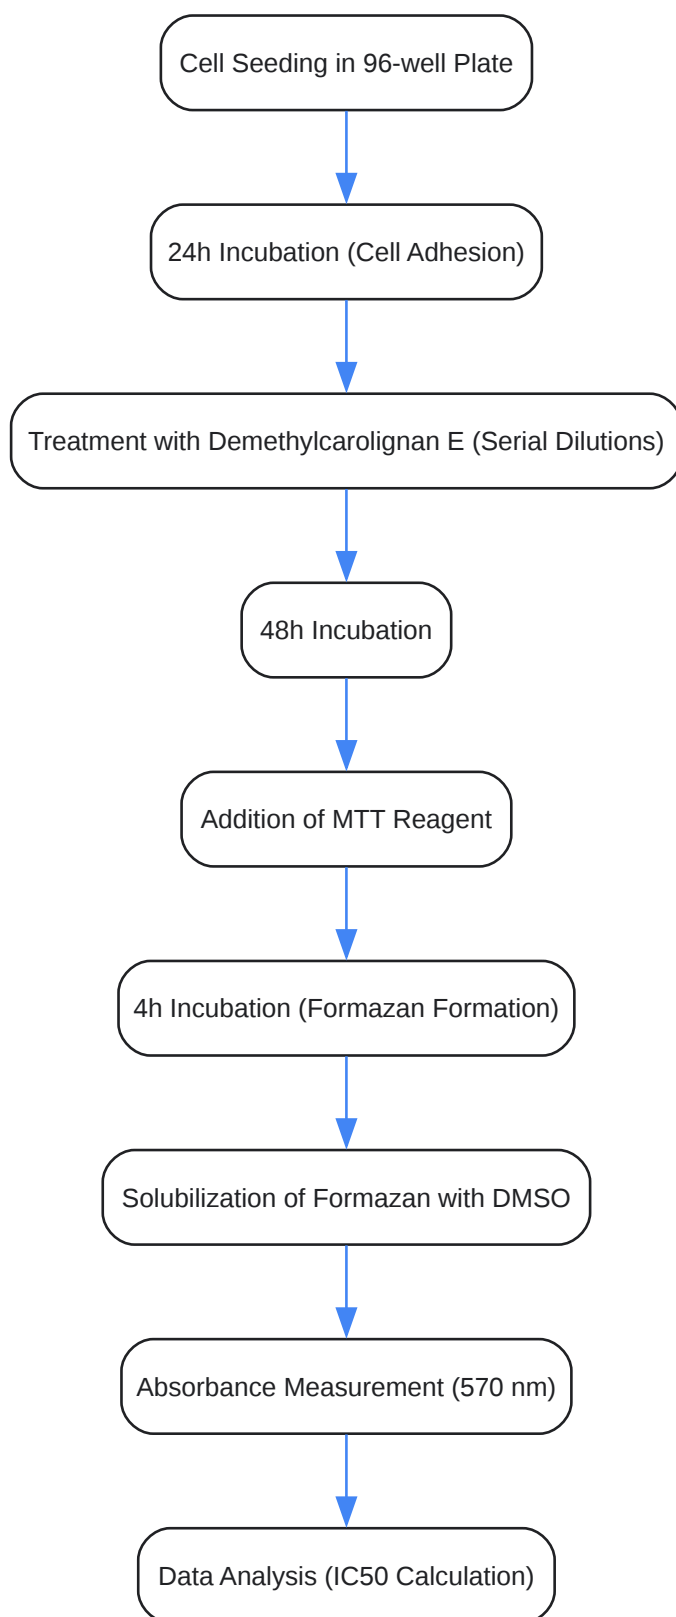 Cell Seeding in 96-well Plate
24h Incubation (Cell Adhesion)
Treatment with Demethylcarolignan E (Serial Dilutions)
48h Incubation
Addition of MTT Reagent
4h Incubation (Formazan Formation)
Solubilization of Formazan with DMSO
Absorbance Measurement (570 nm)
Data Analysis (IC50 Calculation)